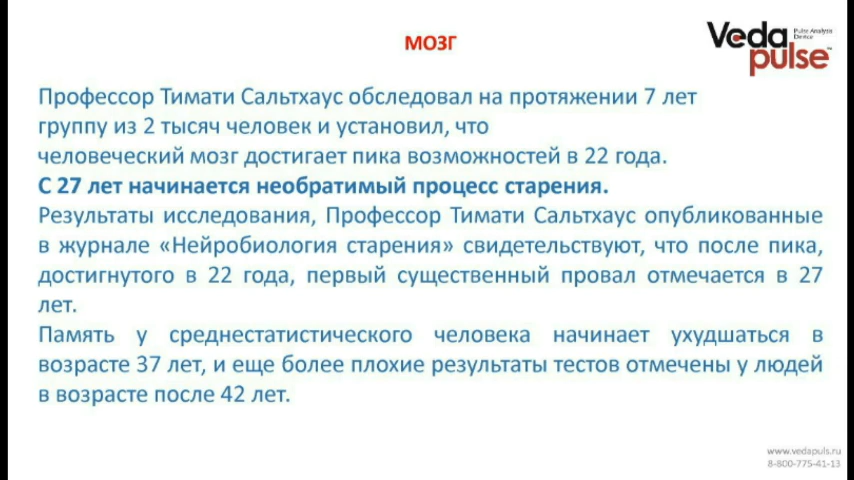 МОЗГ
Veda
Pulse Analysis
Device
pulse™
Профессор Тимати Сальтхаус обследовал на протяжении 7 лет
группу из 2 тысяч человек и установил, что
человеческий мозг достигает пика возможностей в 22 года.
С 27 лет начинается необратимый процесс старения.
Результаты исследования, Профессор Тимати Сальтхаус опубликованные
в журнале «Нейробиология старения» свидетельствуют, что после пика,
достигнутого в 22 года, первый существенный провал отмечается в 27
лет.
Память у среднестатистического человека начинает ухудшаться в
возрасте 37 лет, и еще более плохие результаты тестов отмечены у людей
в возрасте после 42 лет.
www.vedapuls.ru
8-800-775-41-13